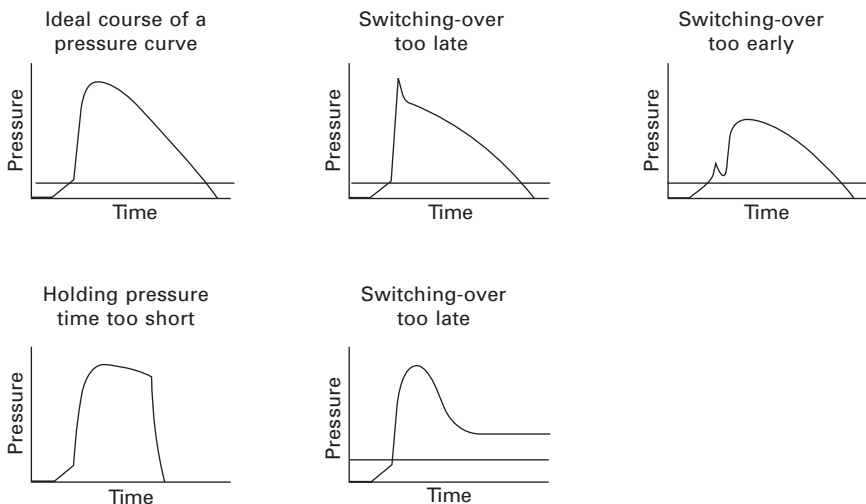 Ideal course of a
pressure curve
Pressure
Time
Switching-over
too late
Pressure
Time
Switching-over
too early
Pressure
Time
Holding pressure
time too short
Pressure
Time
Switching-over
too late
Pressure
Time